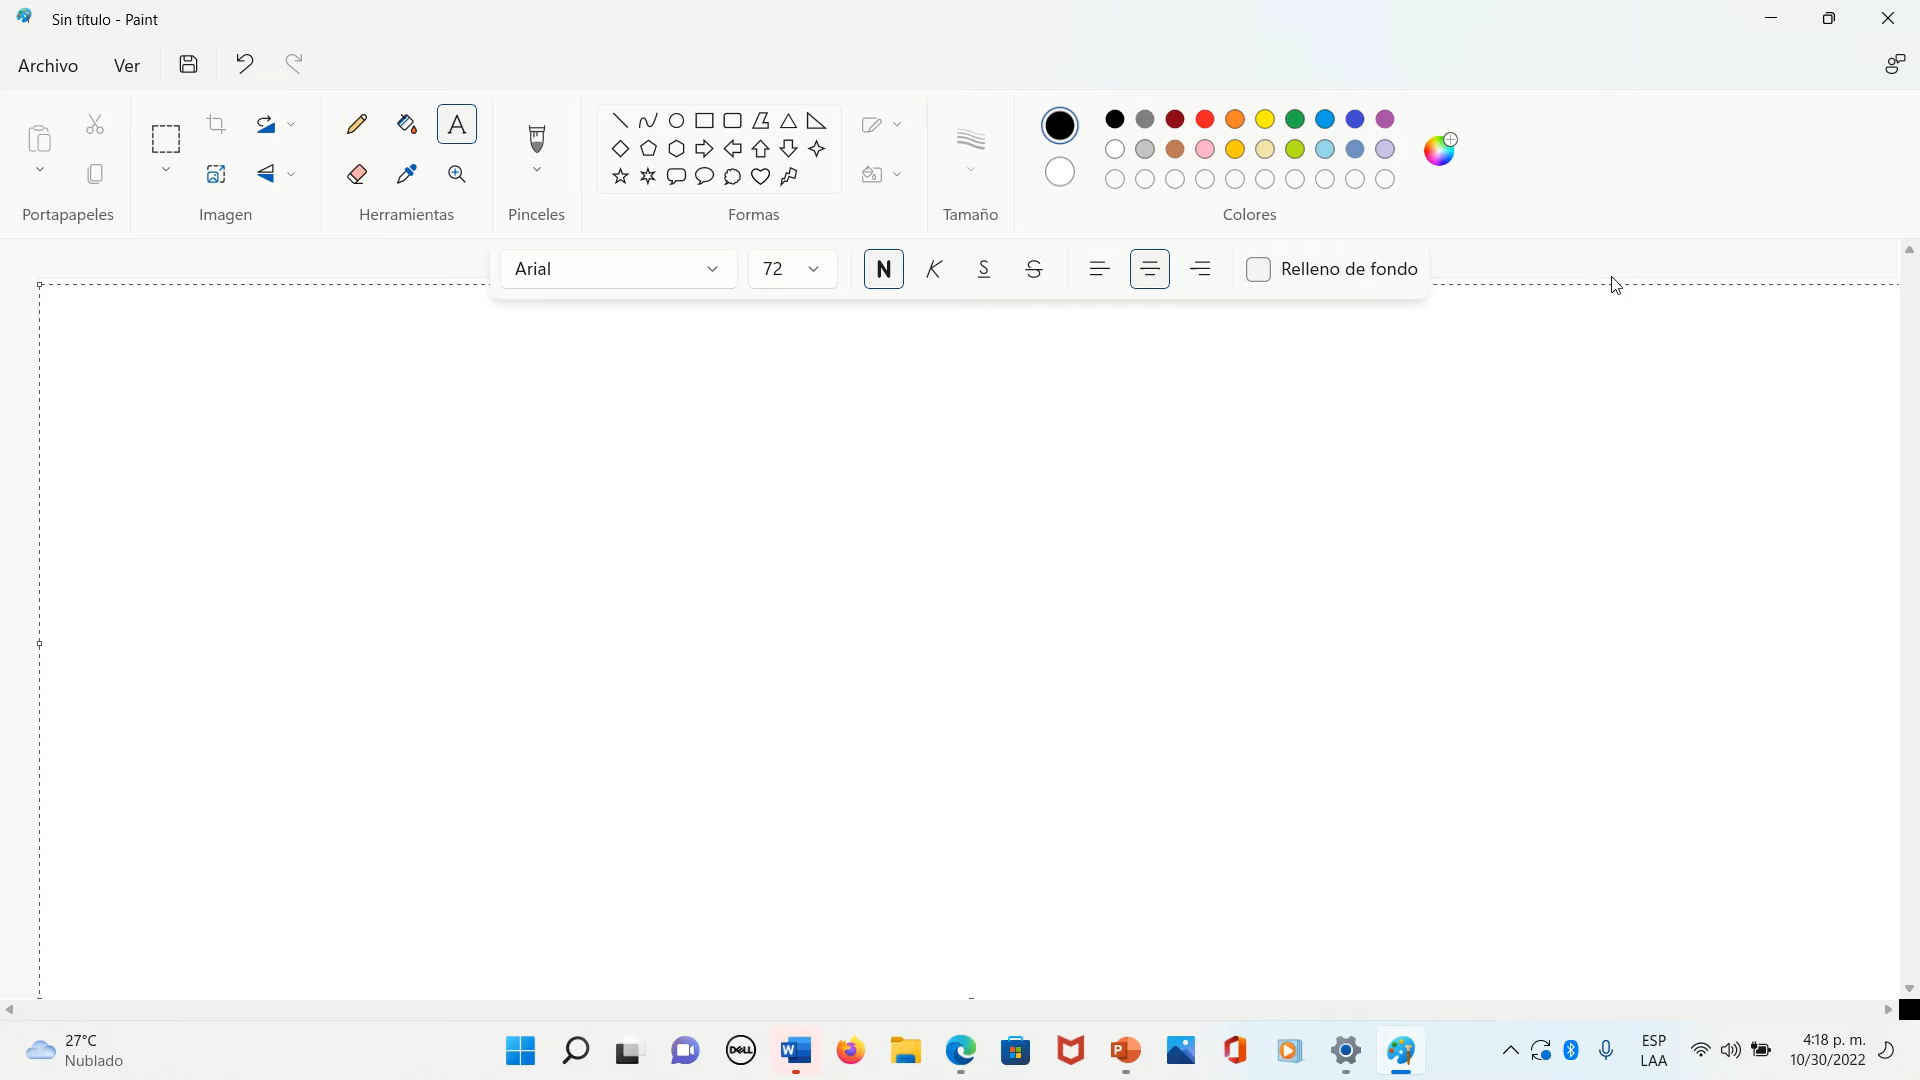 Sin título - Paint
Archivo Ver
Portapapeles Imagen Herramientas Pinceles Formas Tamaño Colores
Arial 72 N K S S Relleno de fondo
27°C
Nublado
DELL
ESP
LAA
4:18 p. m.
10/30/2022